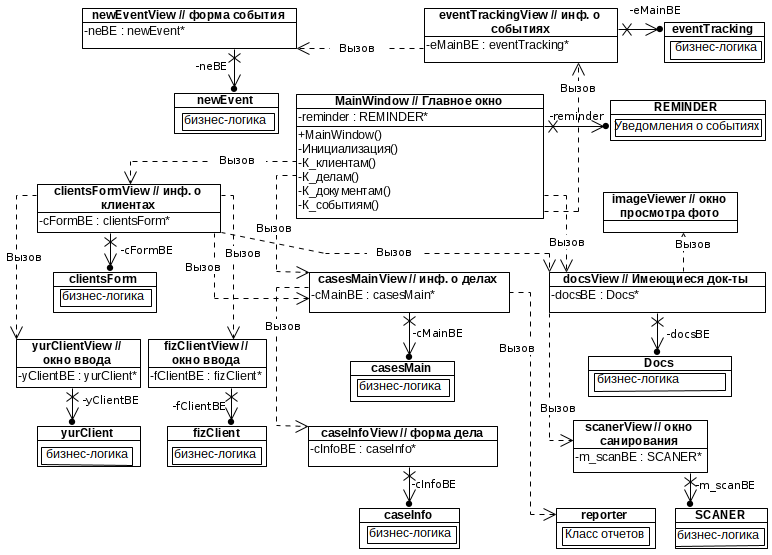 newEventView // форма события
-neBE : newEvent*
eventTrackingView // инф. о
событиях
-eMainBE : eventTracking*
-eMainBE
eventTracking
бизнес-логика
Вызов
-neBE
newEvent
бизнес-логика
Вызов
MainWindow // Главное окно
-reminder : REMINDER*
+MainWindow()
-Инициализация()
-К_клиентам()
-К_делам()
-К_документам()
-К_событиям()
-reminder
REMINDER
Уведомления о событиях
Вызов
clientsFormView // инф. о
клиентах
-cFormBE : clientsForm*
imageViewer // окно
просмотра фото
Вызов
Вызов
Вызов
-cFormBE
Вызов
Вызов
Вызов
Вызов
Вызов
clientsForm
бизнес-логика
casesMainView // инф. о делах
-cMainBE : casesMain*
docsView // Имеющиеся док-ты
-docsBE : Docs*
Вызов
-cMainBE
-docsBE
yurClientView //
окно ввода
-yClientBE : yurClient*
fizClientView //
окно ввода
-fClientBE : fizClient*
Вызов
casesMain
бизнес-логика
Docs
бизнес-логика
-yClientBE
-fClientBE
Вызов
yurClient
бизнес-логика
fizClient
бизнес-логика
caseInfoView // форма дела
-cInfoBE : caseInfo*
scanerView // окно
санирования
-m_scanBE : SCANER*
-cInfoBE
-m_scanBE
caseInfo
бизнес-логика
reporter
Класс отчетов
SCANER
бизнес-логика